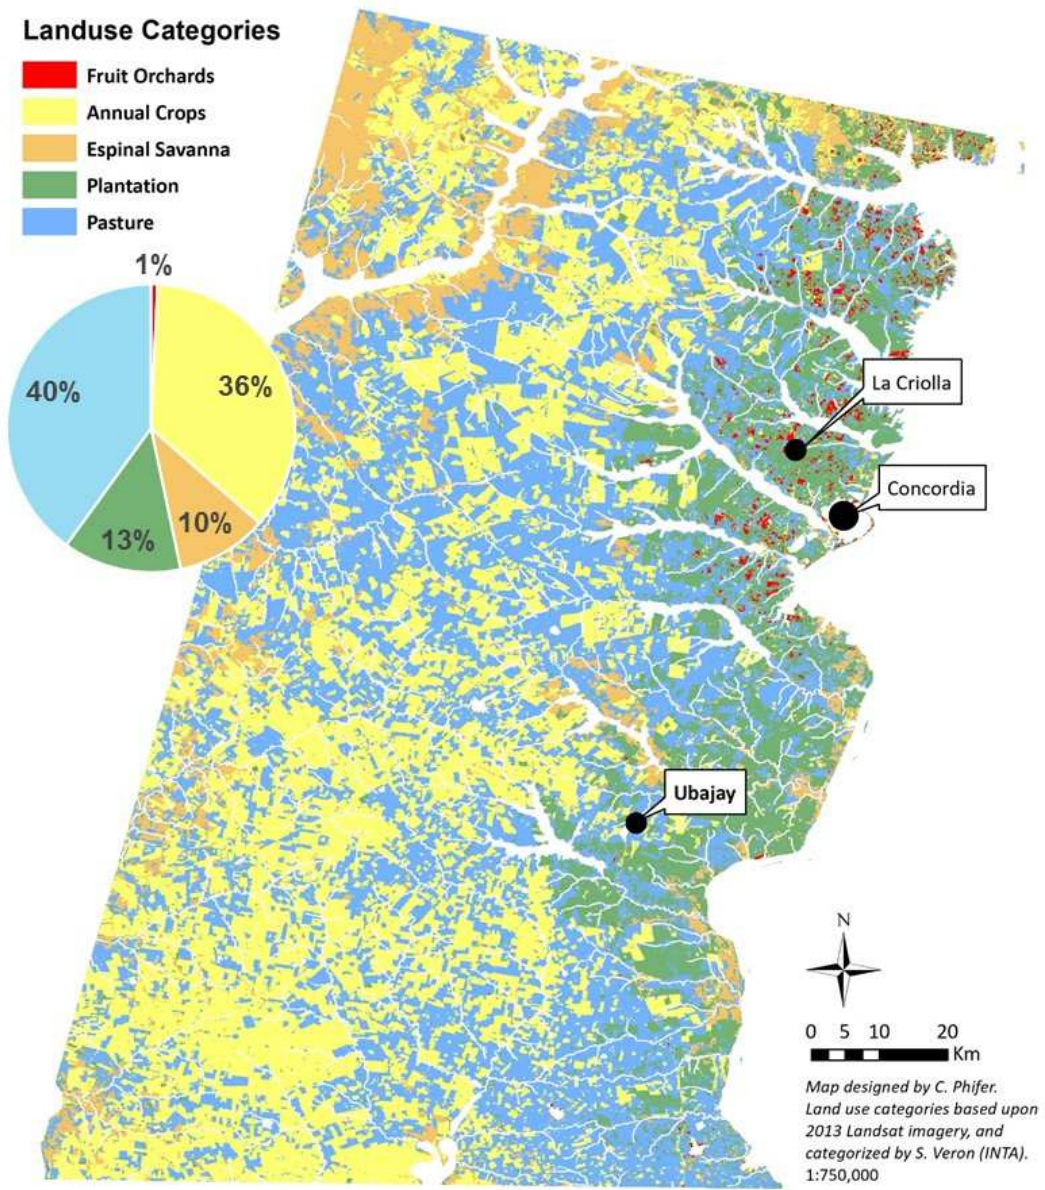 Landuse Categories
Fruit Orchards
Annual Crops
Espinal Savanna
Plantation
Pasture
1%
40%
36%
13%
10%
La Criolla
Concordia
Ubajay
N
0 5 10 20
Km
Map designed by C. Phifer.
Land use categories based upon
2013 Landsat imagery, and
categorized by S. Veron (INTA).
1:750,000